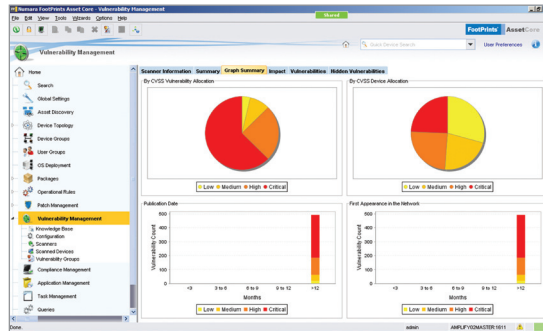 Numara FootPrints Asset Core - Vulnerability Management
File Edit View Tools Wizards Options Help
Shared
FootPrints AssetCore
Vulnerability Management
Quick Device Search
User Preferences
Home
Search
Global Settings
Asset Discovery
Device Topology
Device Groups
User Groups
OS Deployment
Packages
Operational Rules
Patch Management
Vulnerability Management
Knowledge Base
Configuration
Scanners
Scanned Devices
Vulnerability Groups
Compliance Management
Application Management
Task Management
Queries
Scanner Information Summary Graph Summary Impact Vulnerabilities Hidden Vulnerabilities
By CVSS Vulnerability Allocation
Low Medium High Critical
By CVSS Device Allocation
Low Medium High Critical
Publication Date
Vulnerability Count
500
400
300
200
100
0
<3 3 to 6 6 to 9 9 to 12 >12
Months
Low Medium High Critical
First Appearance in the Network
Vulnerability Count
500
400
300
200
100
0
<3 3 to 6 6 to 9 9 to 12 >12
Months
Low Medium High Critical
Done.
admin